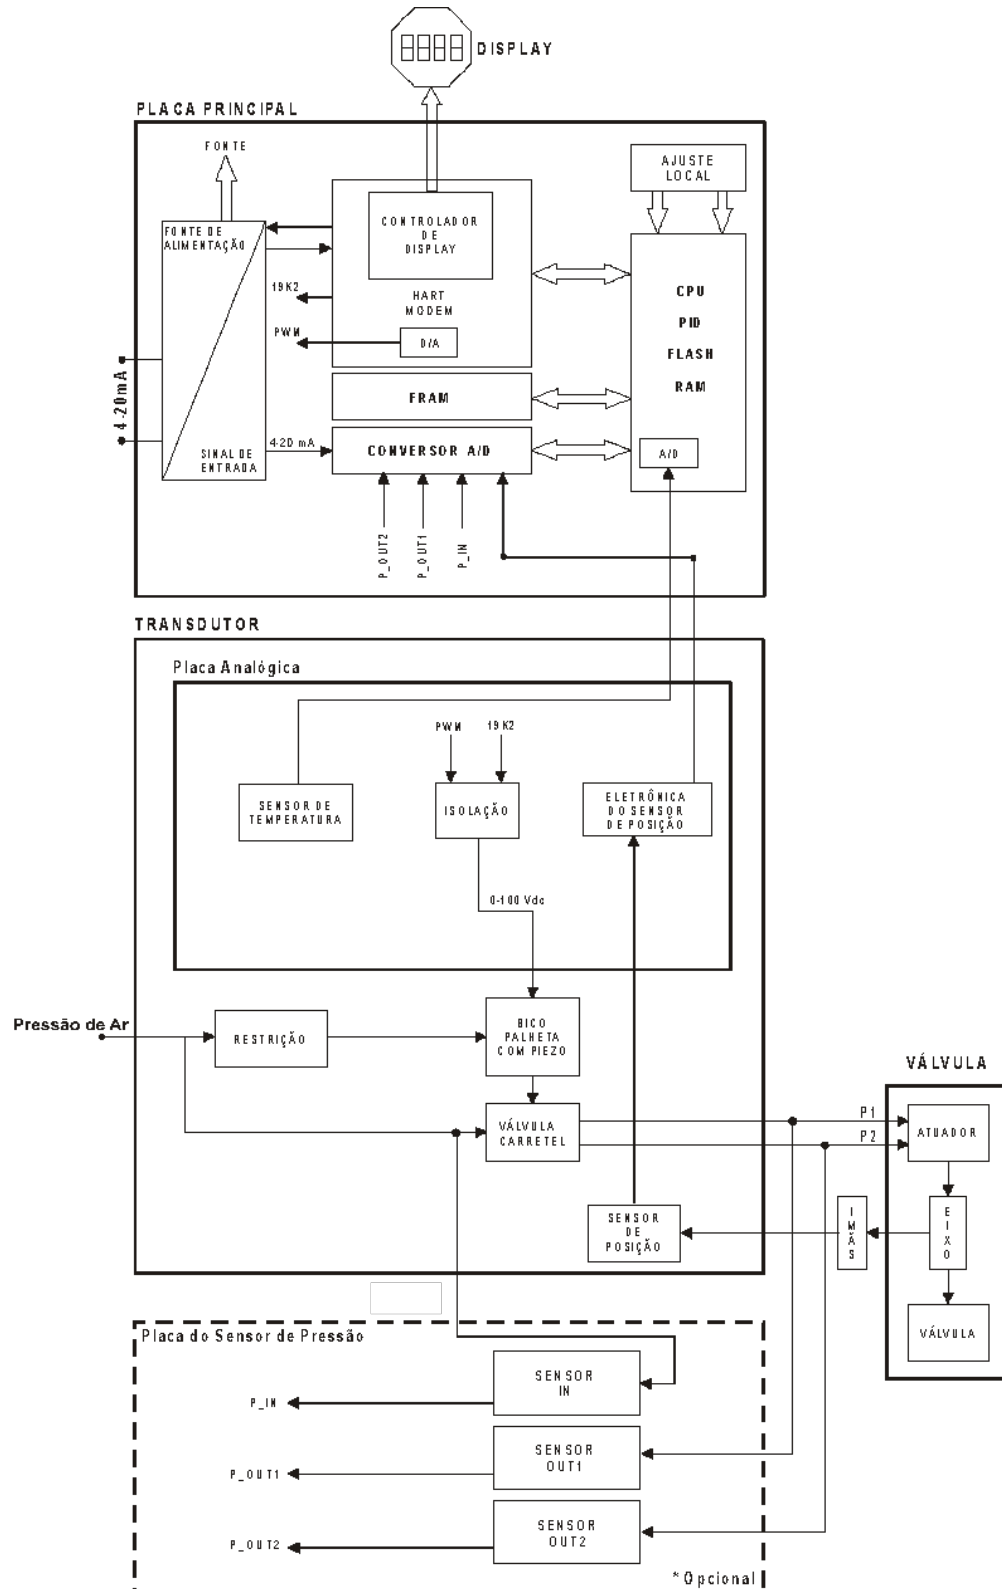 DISPLAY
PLACA PRINCIPAL
FONTE
AJUSTE
LOCAL
FONTE DE
ALIMENTAÇÃO
CONTROLADOR
DE
DISPLAY
19K2
HART
MODEM
CPU
PID
FLASH
RAM
PWM
D/A
4-20mA
FRAM
SINAL DE
ENTRADA
4-20 mA
CONVERSOR A/D
A/D
P_OUT2
P_OUT1
P_IN
TRANSDUTOR
Placa Analógica
PWM
19K2
SENSOR DE
TEMPERATURA
ISOLAÇÃO
ELETRÔNICA
DO SENSOR
DE POSIÇÃO
0-100 Vdc
Pressão de Ar
RESTRIÇÃO
BICO
PALHETA
COM PIEZO
VÁLVULA
CARRETEL
P1
P2
VÁLVULA
ATUADOR
SENSOR
DE
POSIÇÃO
IMÃS
EIXO
VÁLVULA
Placa do Sensor de Pressão
SENSOR
IN
P_IN
SENSOR
OUT1
P_OUT1
SENSOR
OUT2
P_OUT2
*Opcional